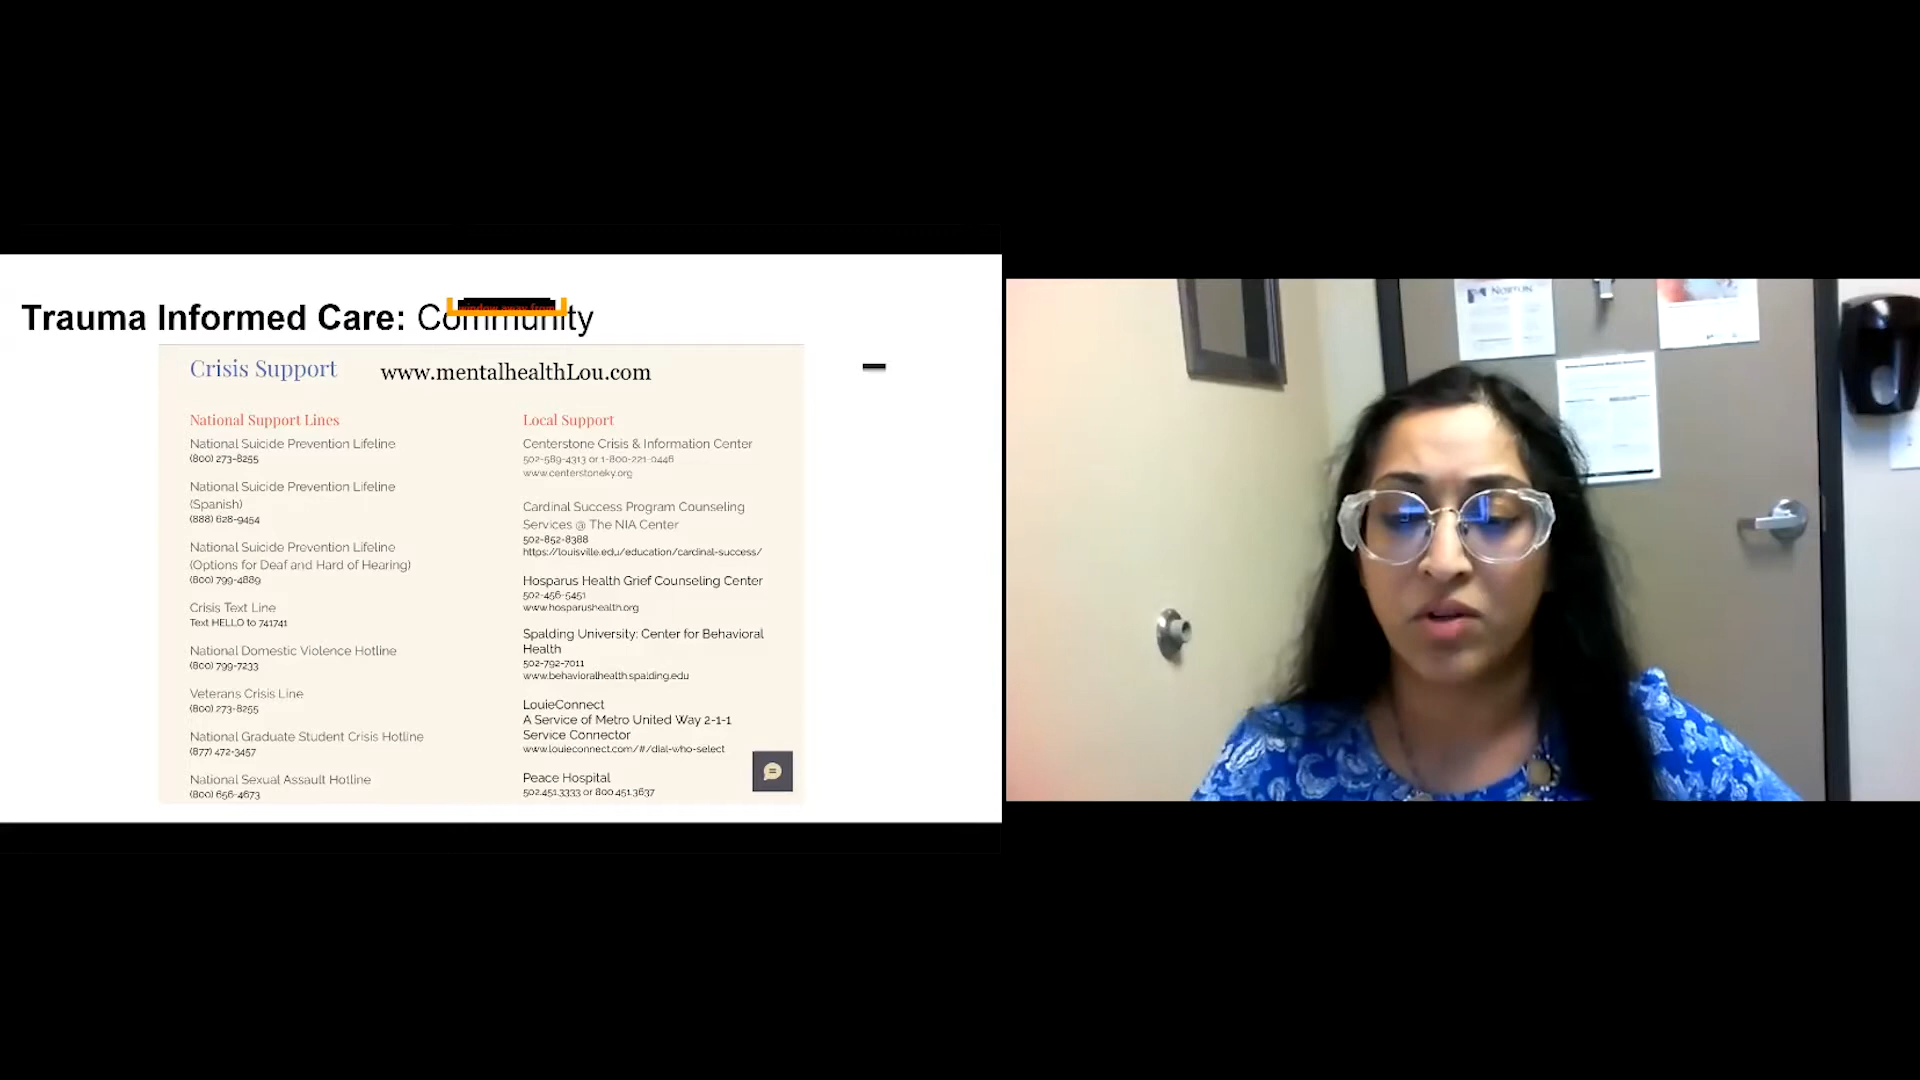 Trauma Informed Care: Community
Crisis Support
www.mentalhealthLou.com
National Support Lines
National Suicide Prevention Lifeline
(800) 273-8255
National Suicide Prevention Lifeline
(Spanish)
(888) 628-9454
National Suicide Prevention Lifeline
(Options for Deaf and Hard of Hearing)
(800) 799-4889
Crisis Text Line
Text HELLO to 741741
National Domestic Violence Hotline
(800) 799-7233
Veterans Crisis Line
(800) 273-8255
National Graduate Student Crisis Hotline
(877) 472-3457
National Sexual Assault Hotline
(800) 656-4673
Local Support
Centerstone Crisis & Information Center
502-589-4313 or 1-800-221-0446
www.centerstoneky.org
Cardinal Success Program Counseling
Services @ The NIA Center
502-852-8388
https://louisville.edu/education/cardinal-success/
Hosparus Health Grief Counseling Center
502-456-5451
www.hosparushealth.org
Spalding University: Center for Behavioral
Health
502-792-7011
www.behavioralhealth.spalding.edu
LouieConnect
A Service of Metro United Way 2-1-1
Service Connector
www.louieconnect.com/#/dial-who-select
Peace Hospital
502.451.3333 or 800.451.3637
NORTON